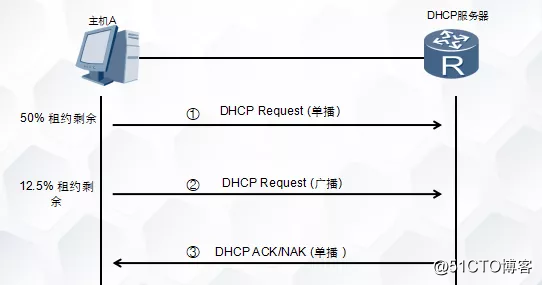 主机A
DHCP服务器
R
50% 租约剩余
① DHCP Request (单播)
12.5% 租约剩
余
② DHCP Request (广播)
③ DHCP ACK/NAK (单播 )
@51CTO博客